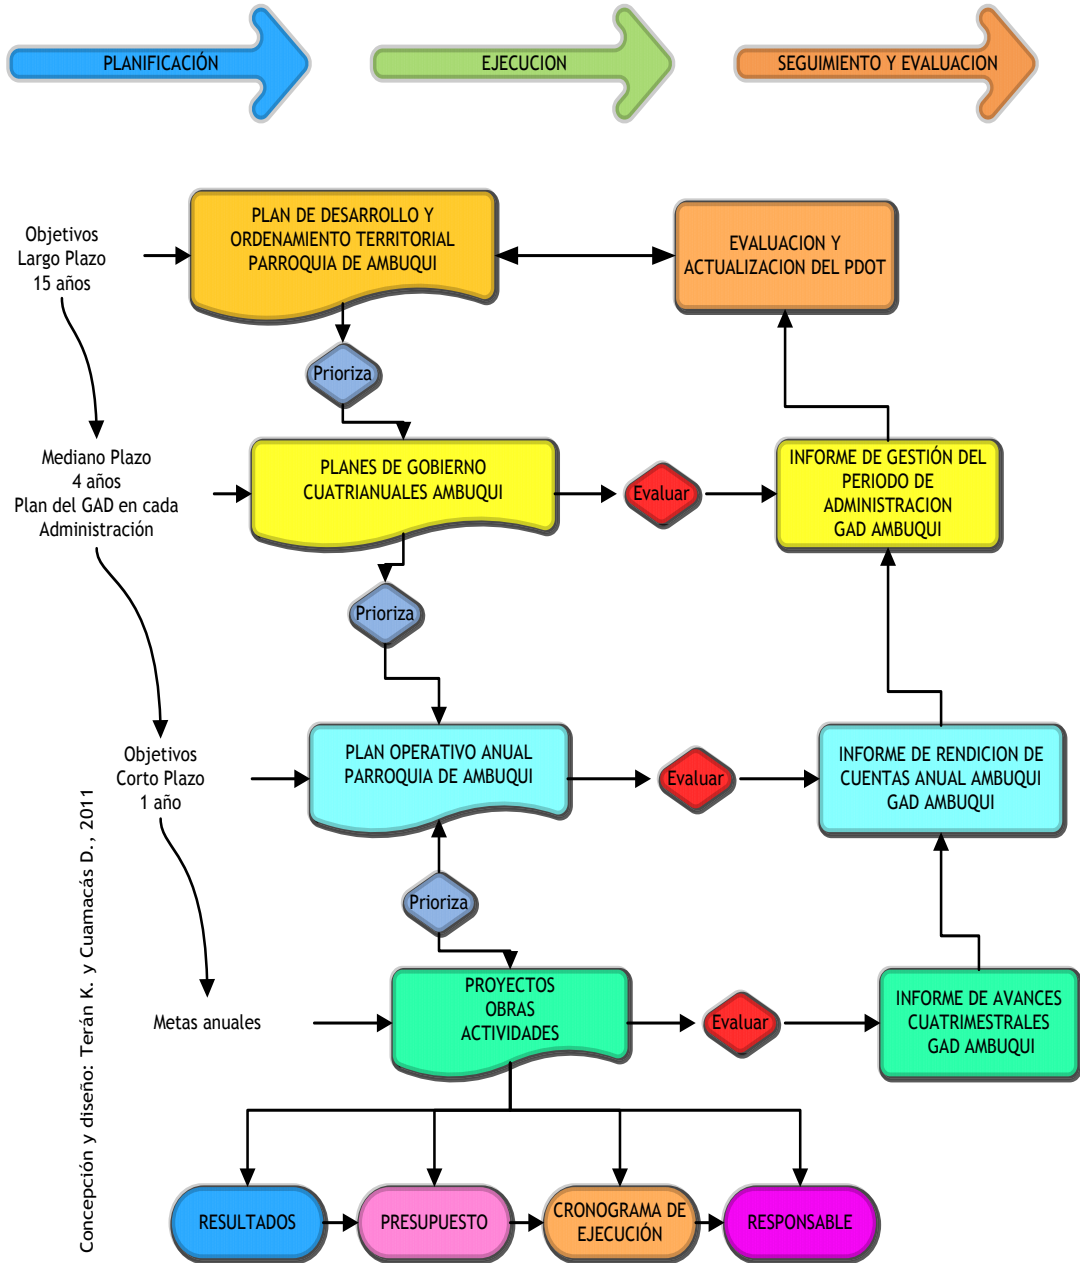 PLANIFICACIÓN
EJECUCION
SEGUIMIENTO Y EVALUACION
Objetivos
Largo Plazo
15 años
PLAN DE DESARROLLO Y
ORDENAMIENTO TERRITORIAL
PARROQUIA DE AMBUQUI
EVALUACION Y
ACTUALIZACION DEL PDOT
Prioriza
Mediano Plazo
4 años
Plan del GAD en cada
Administración
PLANES DE GOBIERNO
CUATRIANUALES AMBUQUI
Evaluar
INFORME DE GESTIÓN DEL
PERIODO DE
ADMINISTRACION
GAD AMBUQUI
Prioriza
Objetivos
Corto Plazo
1 año
PLAN OPERATIVO ANUAL
PARROQUIA DE AMBUQUI
Evaluar
INFORME DE RENDICION DE
CUENTAS ANUAL AMBUQUI
GAD AMBUQUI
Prioriza
Metas anuales
PROYECTOS
OBRAS
ACTIVIDADES
Evaluar
INFORME DE AVANCES
CUATRIMESTRALES
GAD AMBUQUI
RESULTADOS
PRESUPUESTO
CRONOGRAMA DE
EJECUCIÓN
RESPONSABLE
Concepción y diseño: Terán K. y Cuamacás D., 2011